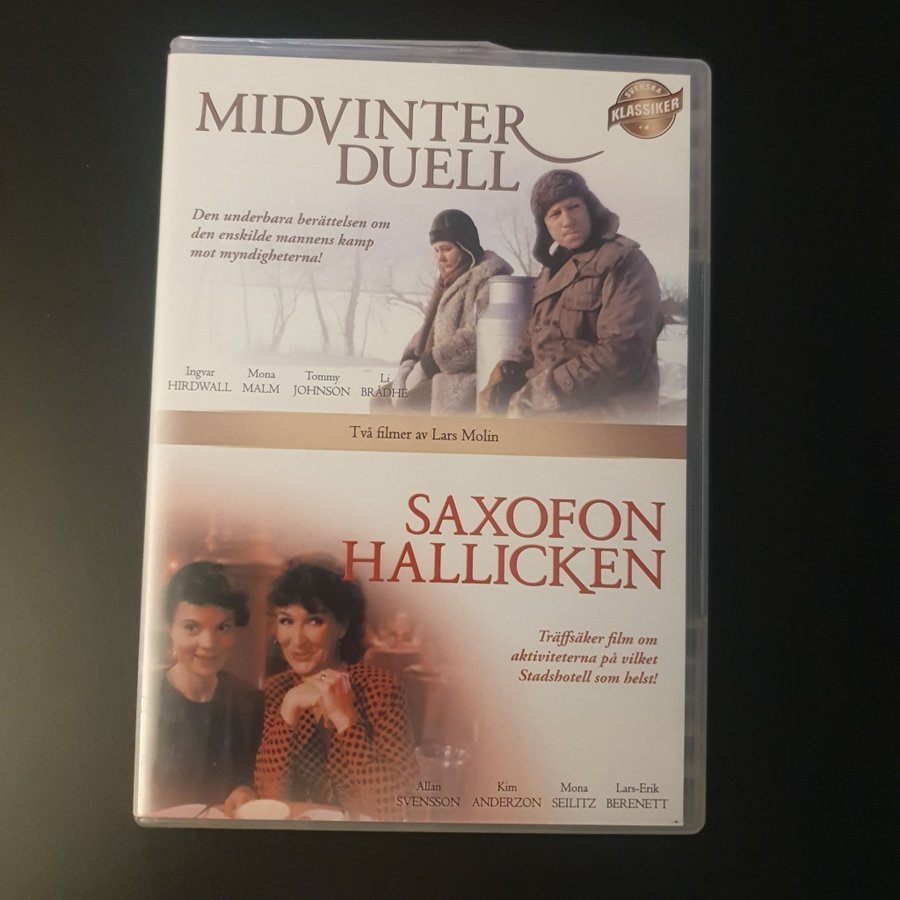 MIDVINTER
DUELL
SVENSKA
KLASSIKER
Den underbara berättelsen om
den enskilde mannens kamp
mot myndigheterna!
Ingvar HIRDWALL
Mona MALM
Tommy JOHNSON
Li BRÅDHE
Två filmer av Lars Molin
SAXOFON
HALLICKEN
Träffsäker film om
aktiviteterna på vilket
Stadshotell som helst!
Allan SVENSSON
Kim ANDERZON
Mona SEILITZ
Lars-Erik BERENETT